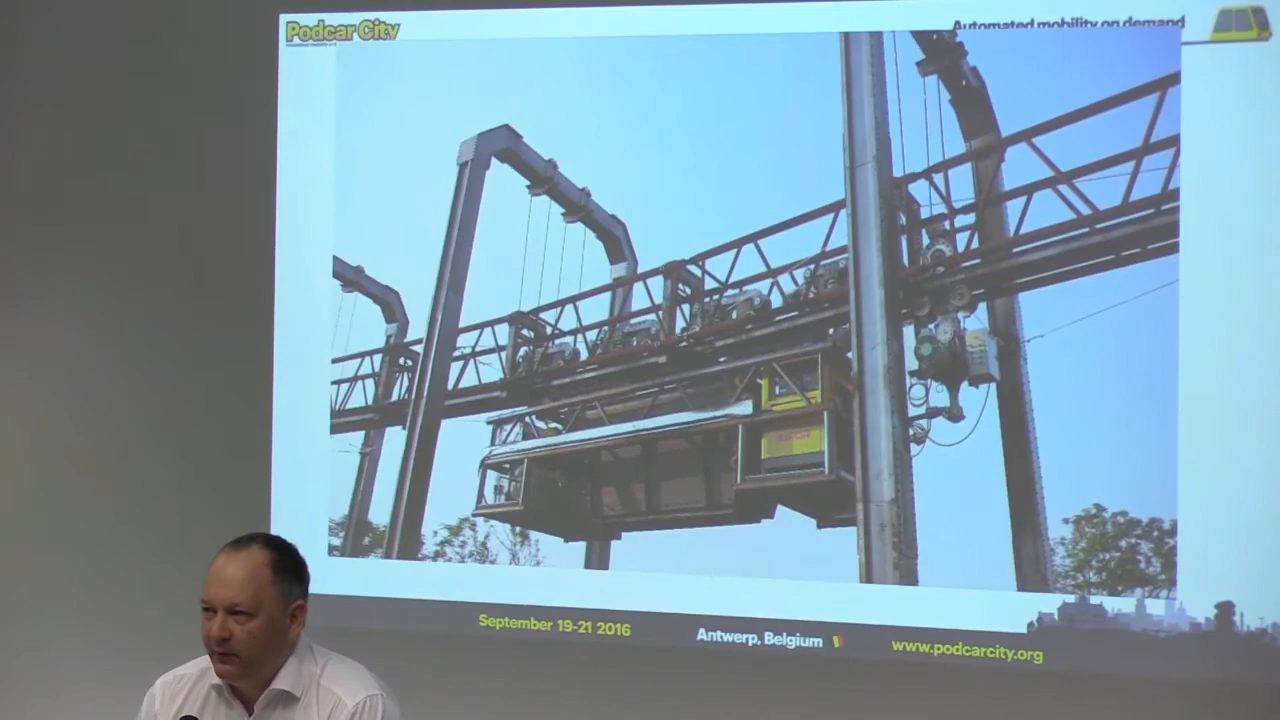 Podcar City
Automated mobility on demand
September 19-21 2016
Antwerp, Belgium
www.podcarcity.org